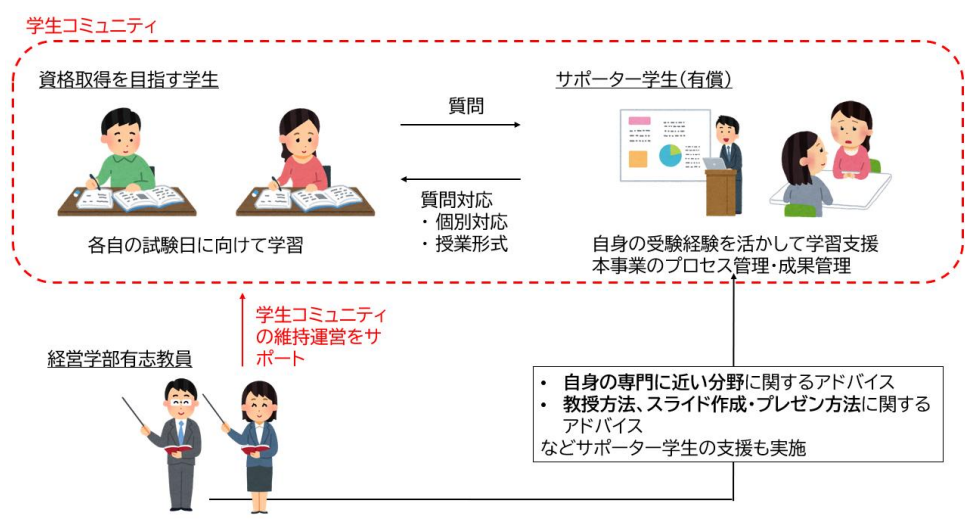 学生コミュニティ
資格取得を目指す学生
サポーター学生(有償)
質問
質問対応
・個別対応
・授業形式
各自の試験日に向けて学習
自身の受験経験を活かして学習支援
本事業のプロセス管理・成果管理
学生コミュニティ
の維持運営をサ
ポート
経営学部有志教員
• 自身の専門に近い分野に関するアドバイス
• 教授方法、スライド作成・プレゼン方法に関する
アドバイス
などサポーター学生の支援も実施